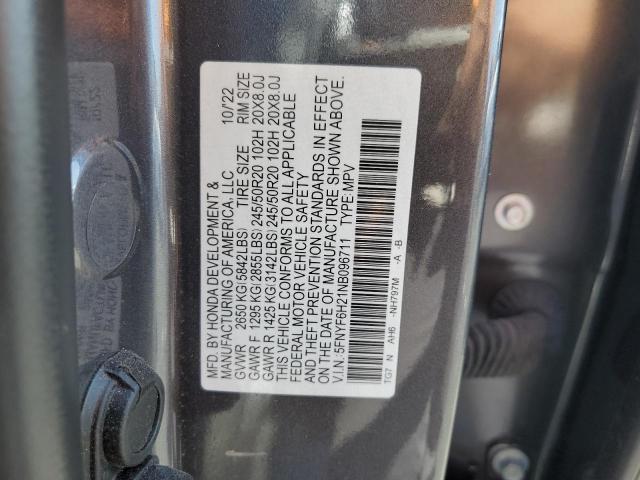 MFD. BY HONDA DEVELOPMENT &
MANUFACTURING OF AMERICA, LLC 10/22
GVWR 2650 KG(5842LBS) TIRE SIZE RIM SIZE
GAWR F 1295 KG(2855LBS) 245/50R20 102H 20X8.0J
GAWR R 1425 KG(3142LBS) 245/50R20 102H 20X8.0J
THIS VEHICLE CONFORMS TO ALL APPLICABLE
FEDERAL MOTOR VEHICLE SAFETY
AND THEFT PREVENTION STANDARDS IN EFFECT
ON THE DATE OF MANUFACTURE SHOWN ABOVE.
V.I.N.:5FNYF6H21NB096711 TYPE:MPV
TG7 N AH6 -NH797M -A -B